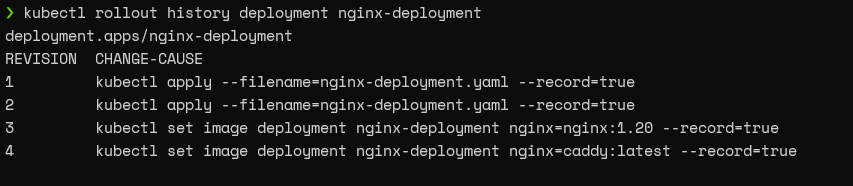 ❯ kubectl rollout history deployment nginx-deployment
deployment.apps/nginx-deployment
REVISION  CHANGE-CAUSE
1         kubectl apply --filename=nginx-deployment.yaml --record=true
2         kubectl apply --filename=nginx-deployment.yaml --record=true
3         kubectl set image deployment nginx-deployment nginx=nginx:1.20 --record=true
4         kubectl set image deployment nginx-deployment nginx=caddy:latest --record=true